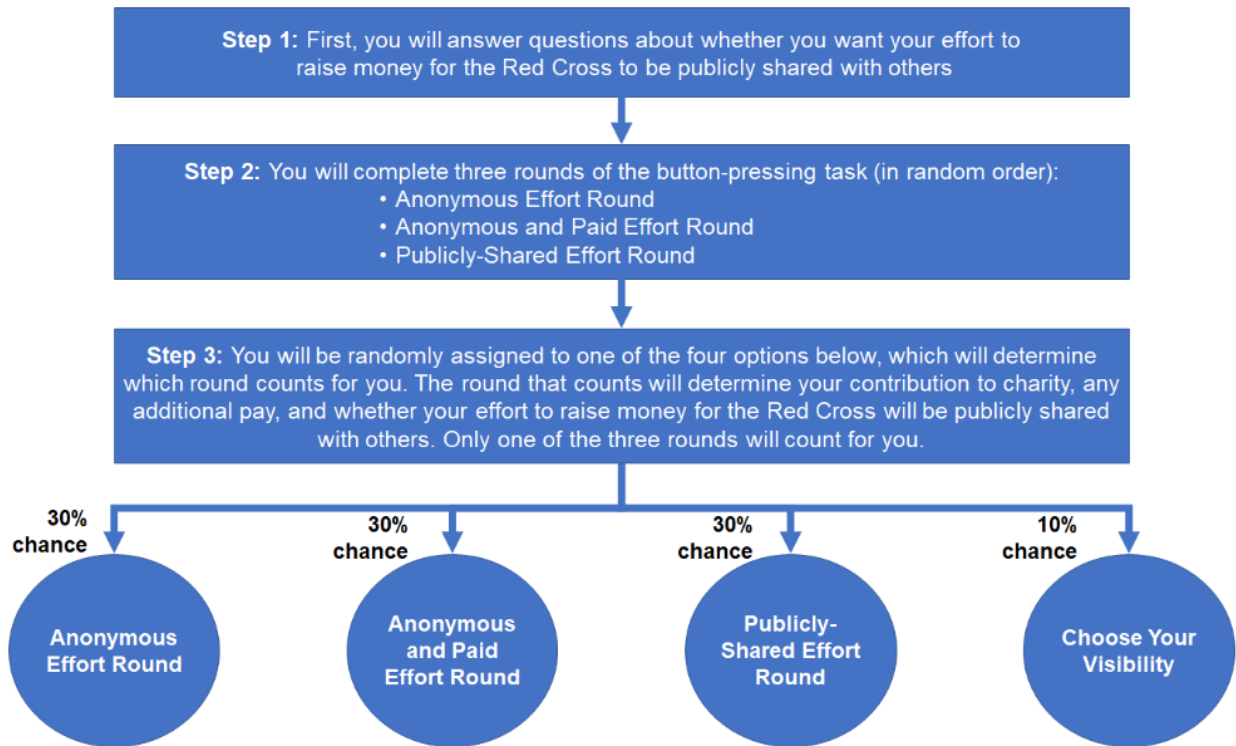 Step 1: First, you will answer questions about whether you want your effort to
raise money for the Red Cross to be publicly shared with others
Step 2: You will complete three rounds of the button-pressing task (in random order):
• Anonymous Effort Round
• Anonymous and Paid Effort Round
• Publicly-Shared Effort Round
Step 3: You will be randomly assigned to one of the four options below, which will determine
which round counts for you. The round that counts will determine your contribution to charity, any
additional pay, and whether your effort to raise money for the Red Cross will be publicly shared
with others. Only one of the three rounds will count for you.
30%
chance
Anonymous
Effort Round
30%
chance
Anonymous
and Paid
Effort Round
30%
chance
Publicly-
Shared Effort
Round
10%
chance
Choose Your
Visibility